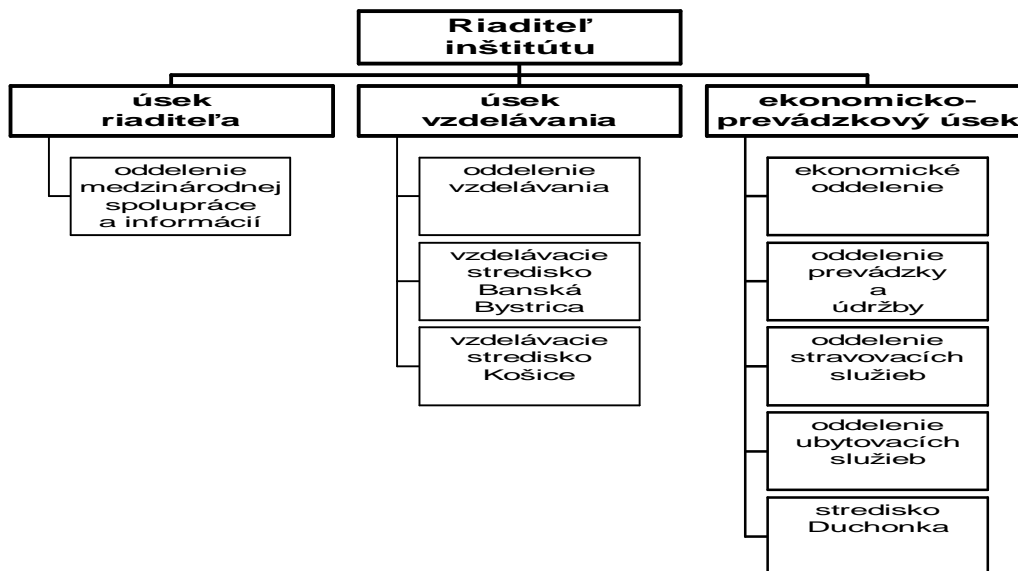 Riaditeľ
inštitútu
úsek
riaditeľa
oddelenie
medzinárodnej
spolupráce
a informácií
úsek
vzdelávania
oddelenie
vzdelávania
vzdelávacie
stredisko
Banská
Bystrica
vzdelávacie
stredisko
Košice
ekonomicko-
prevádzkový úsek
ekonomické
oddelenie
oddelenie
prevádzky
a
údržby
oddelenie
stravovacích
služieb
oddelenie
ubytovacích
služieb
stredisko
Duchonka